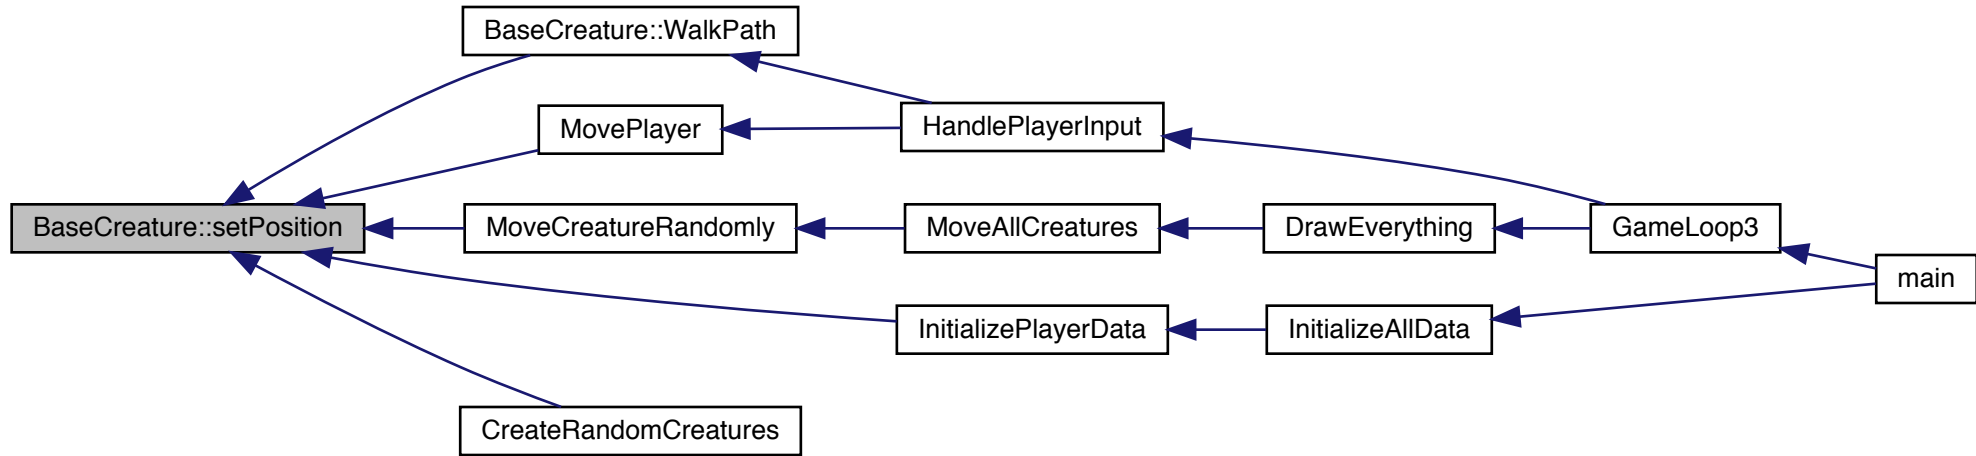 BaseCreature::WalkPath
MovePlayer
HandlePlayerInput
BaseCreature::setPosition
MoveCreatureRandomly
MoveAllCreatures
DrawEverything
GameLoop3
main
InitializePlayerData
InitializeAllData
CreateRandomCreatures